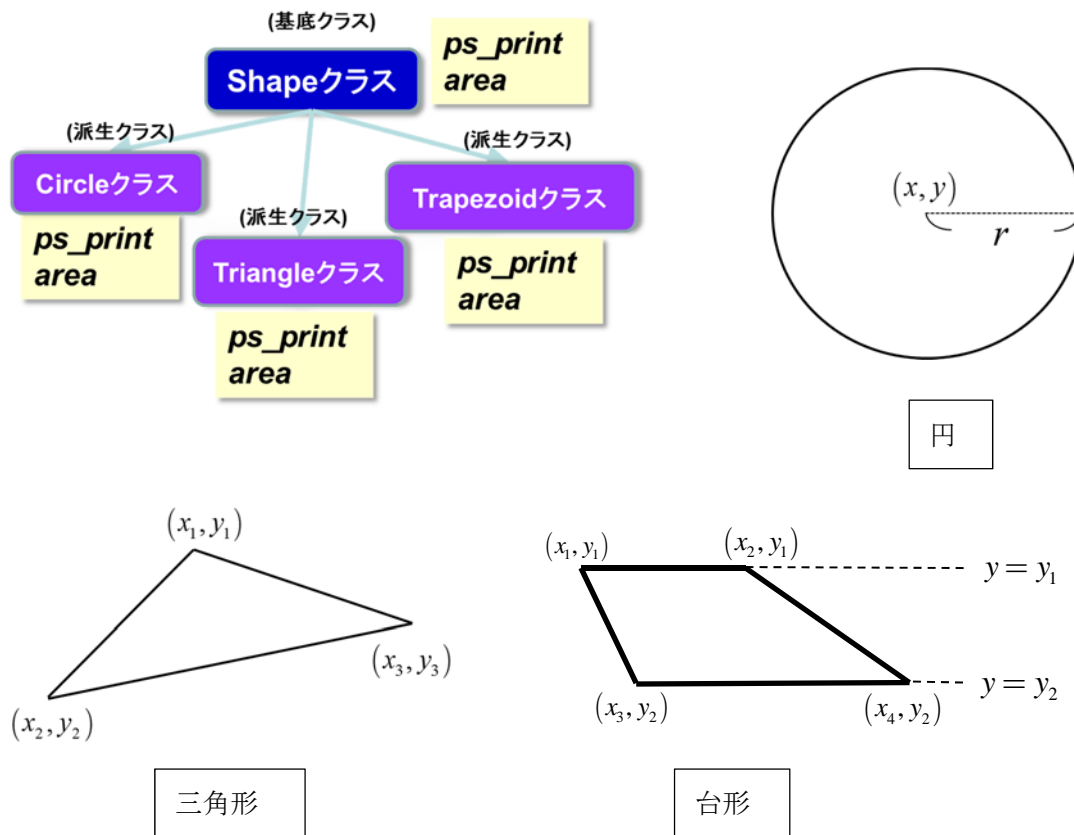 (基底クラス)
Shapeクラス
ps_print
area
(派生クラス)
Circleクラス
ps_print
area
(派生クラス)
Triangleクラス
ps_print
area
(派生クラス)
Trapezoidクラス
ps_print
area
(x, y)
r
円
(x₁, y₁)
(x₂, y₂)
(x₃, y₃)
三角形
(x₁, y₁)
(x₂, y₁)
y = y₁
(x₃, y₂)
(x₄, y₂)
y = y₂
台形